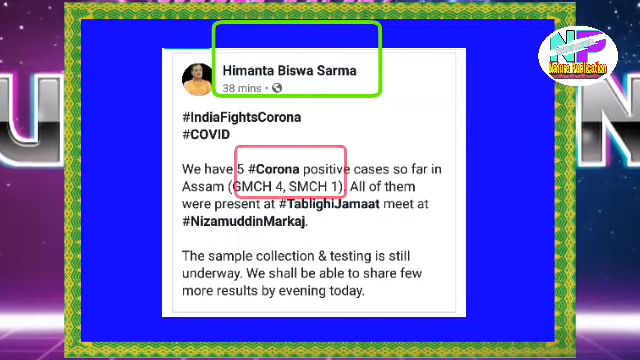 Himanta Biswa Sarma
38 mins •
#IndiaFightsCorona
#COVID
We have 5 #Corona positive cases so far in
Assam (GMCH 4, SMCH 1). All of them
were present at #TablighiJamaat meet at
#NizamuddinMarkaj.
The sample collection & testing is still
underway. We shall be able to share few
more results by evening today.
NP